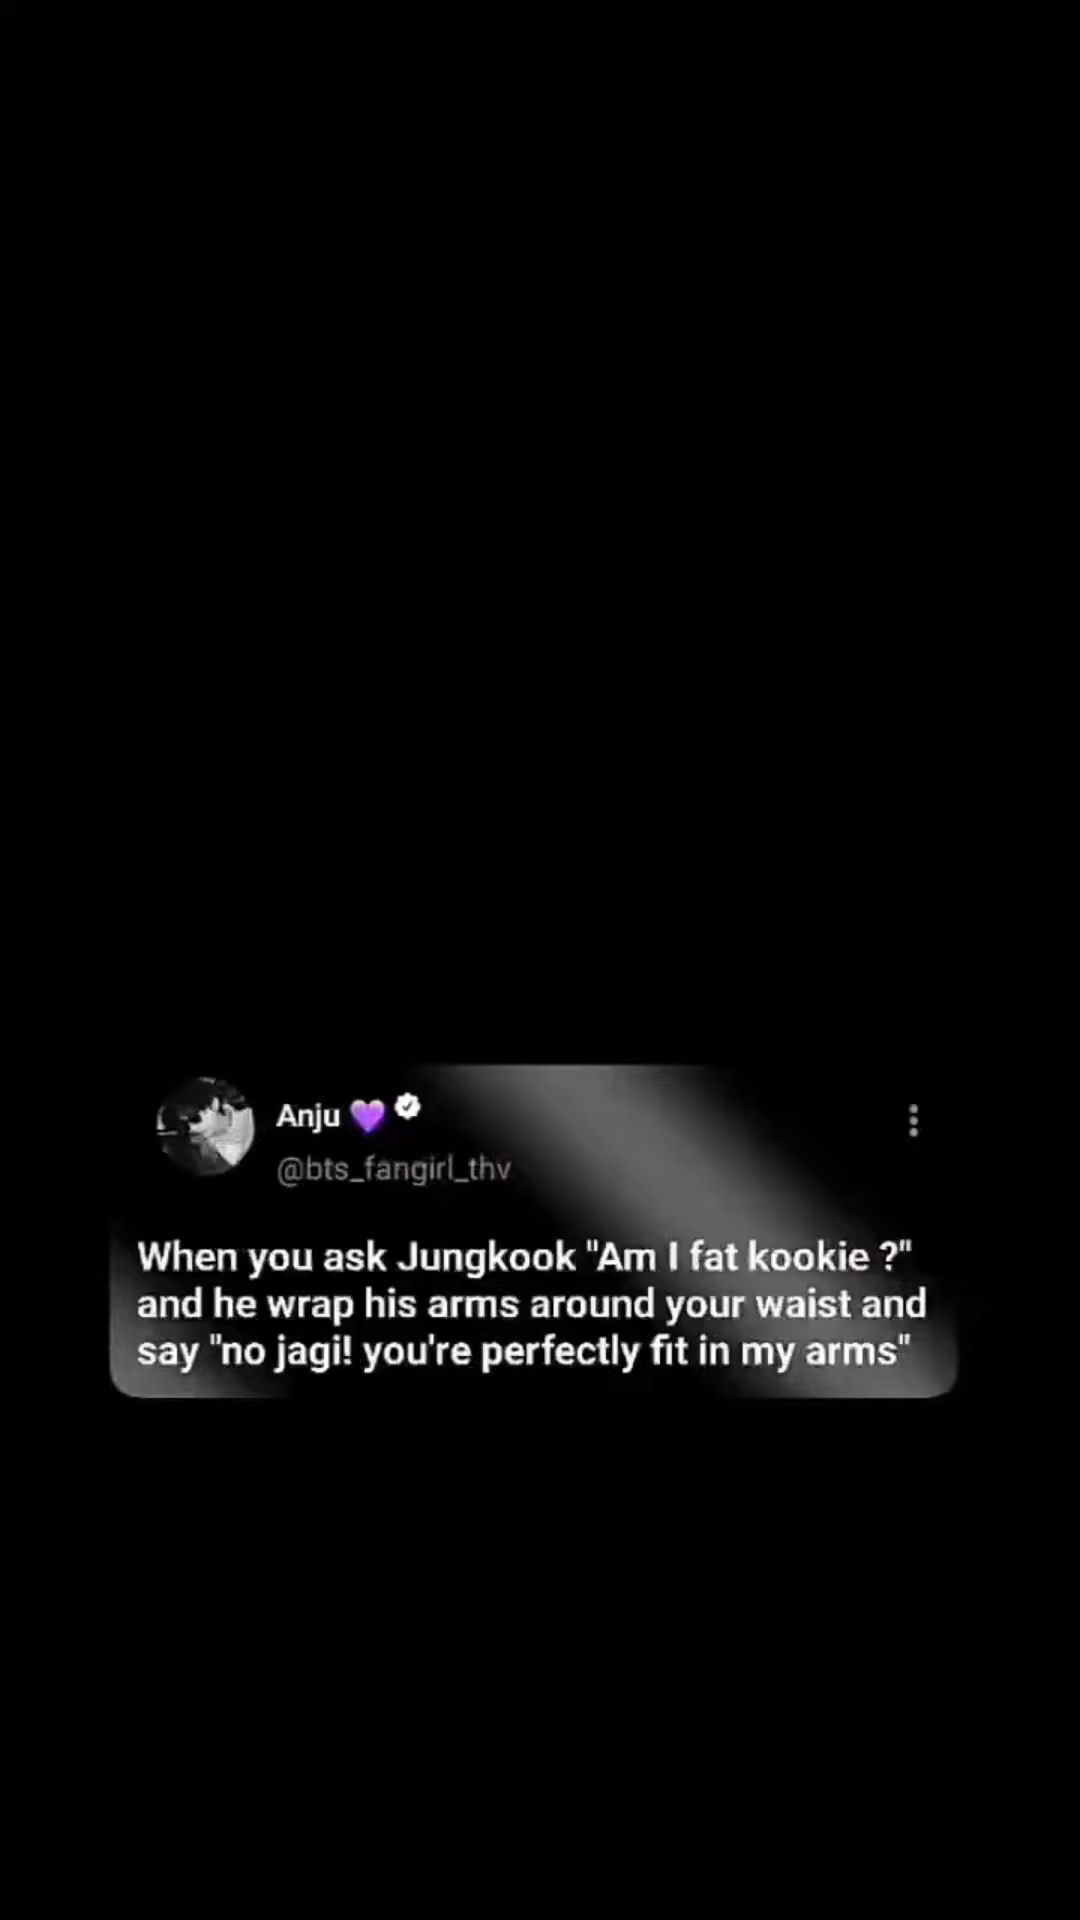 Anju 💜
@bts_fangirl_thv
When you ask Jungkook "Am I fat kookie ?"
and he wrap his arms around your waist and
say "no jagi! you're perfectly fit in my arms"